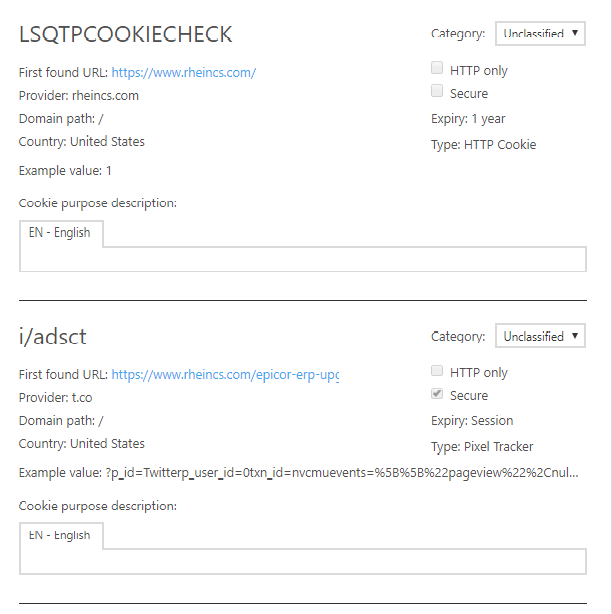 LSQTPCOOKIECHECK
Category: Unclassified
First found URL: https://www.rheincs.com/
HTTP only
Provider: rheincs.com
Secure
Domain path: /
Expiry: 1 year
Country: United States
Type: HTTP Cookie
Example value: 1
Cookie purpose description:
EN - English
i/adsct
Category: Unclassified
First found URL: https://www.rheincs.com/epicor-erp-upg
HTTP only
Provider: t.co
Secure
Domain path: /
Expiry: Session
Country: United States
Type: Pixel Tracker
Example value: ?p_id=Twitterp_user_id=0txn_id=nvcmuevents=%5B%5B%22pageview%22%2Cnul...
Cookie purpose description:
EN - English